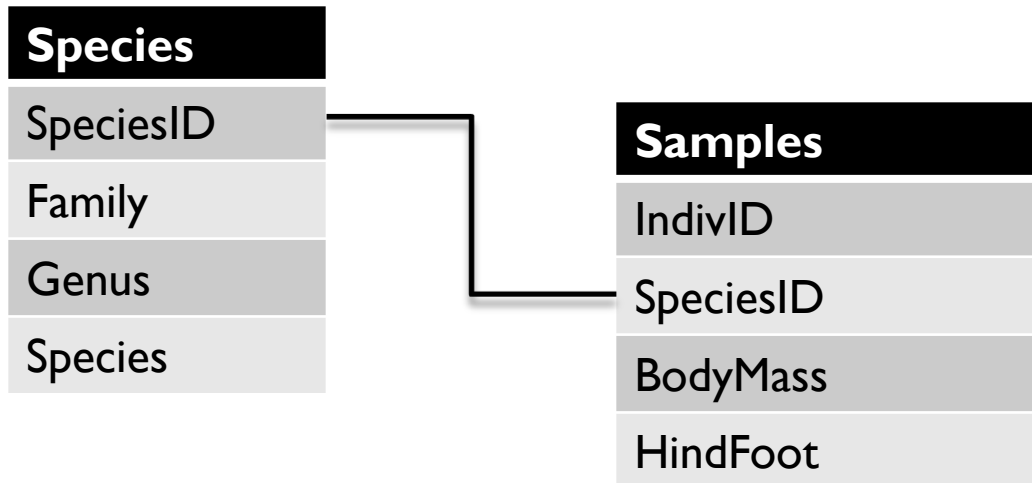 Species
SpeciesID
Family
Genus
Species
Samples
IndivID
SpeciesID
BodyMass
HindFoot